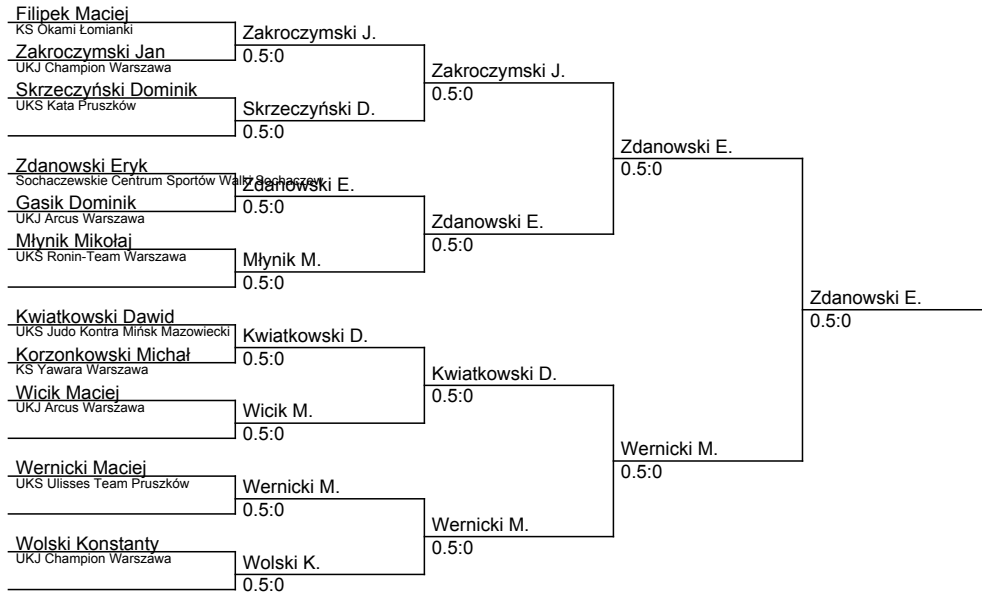 Filipek Maciej
KS Okami Łomianki
Zakroczymski Jan
UKJ Champion Warszawa
Skrzeczyński Dominik
UKS Kata Pruszków
Zdanowski Eryk
Sochaczewskie Centrum Sportów Walki Sochaczew
Gasik Dominik
UKJ Arcus Warszawa
Młynik Mikołaj
UKS Ronin-Team Warszawa
Kwiatkowski Dawid
UKS Judo Kontra Mińsk Mazowiecki
Korzonkowski Michał
KS Yawara Warszawa
Wicik Maciej
UKJ Arcus Warszawa
Wernicki Maciej
UKS Ulisses Team Pruszków
Wolski Konstanty
UKJ Champion Warszawa
Zakroczymski J.
0.5:0
Skrzeczyński D.
0.5:0
Zdanowski E.
0.5:0
Młynik M.
0.5:0
Kwiatkowski D.
0.5:0
Wicik M.
0.5:0
Wernicki M.
0.5:0
Wolski K.
0.5:0
Zakroczymski J.
0.5:0
Zdanowski E.
0.5:0
Kwiatkowski D.
0.5:0
Wernicki M.
0.5:0
Zdanowski E.
0.5:0
Wernicki M.
0.5:0
Zdanowski E.
0.5:0